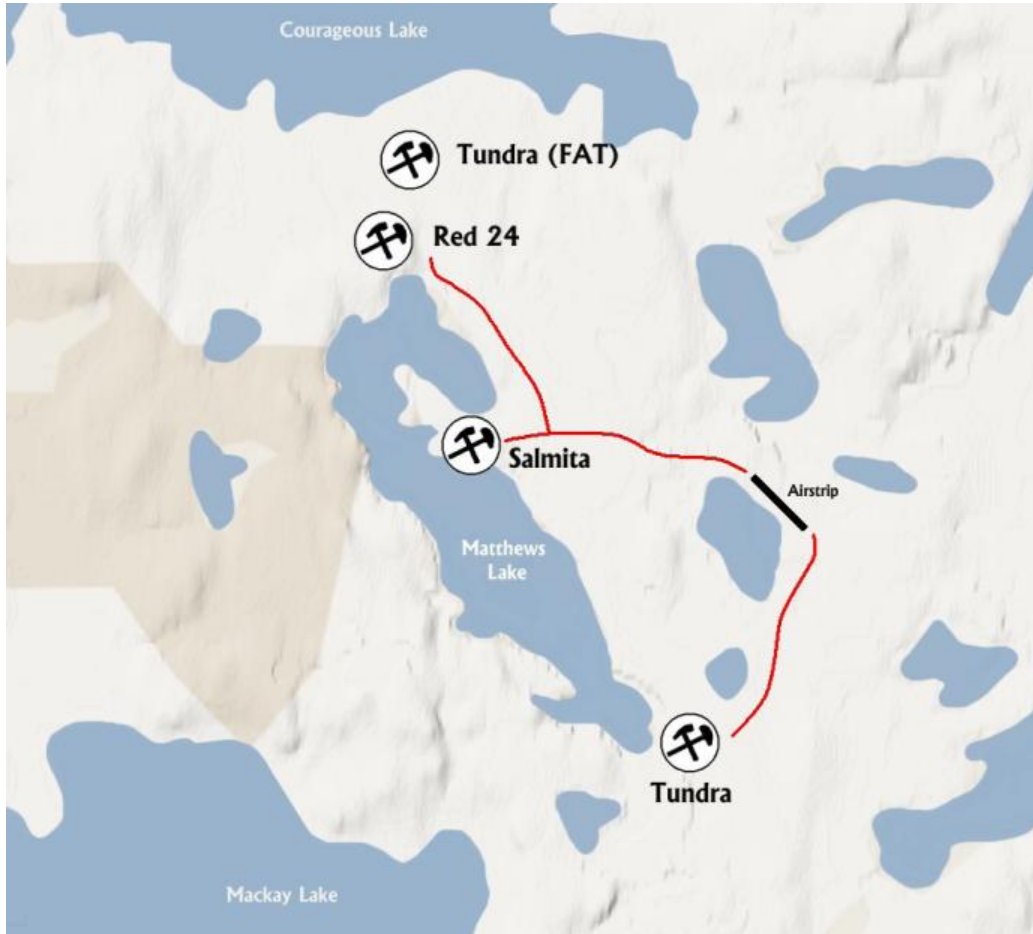 Courageous Lake
Tundra (FAT)
Red 24
Salmita
Airstrip
Matthews
Lake
Tundra
Mackay Lake